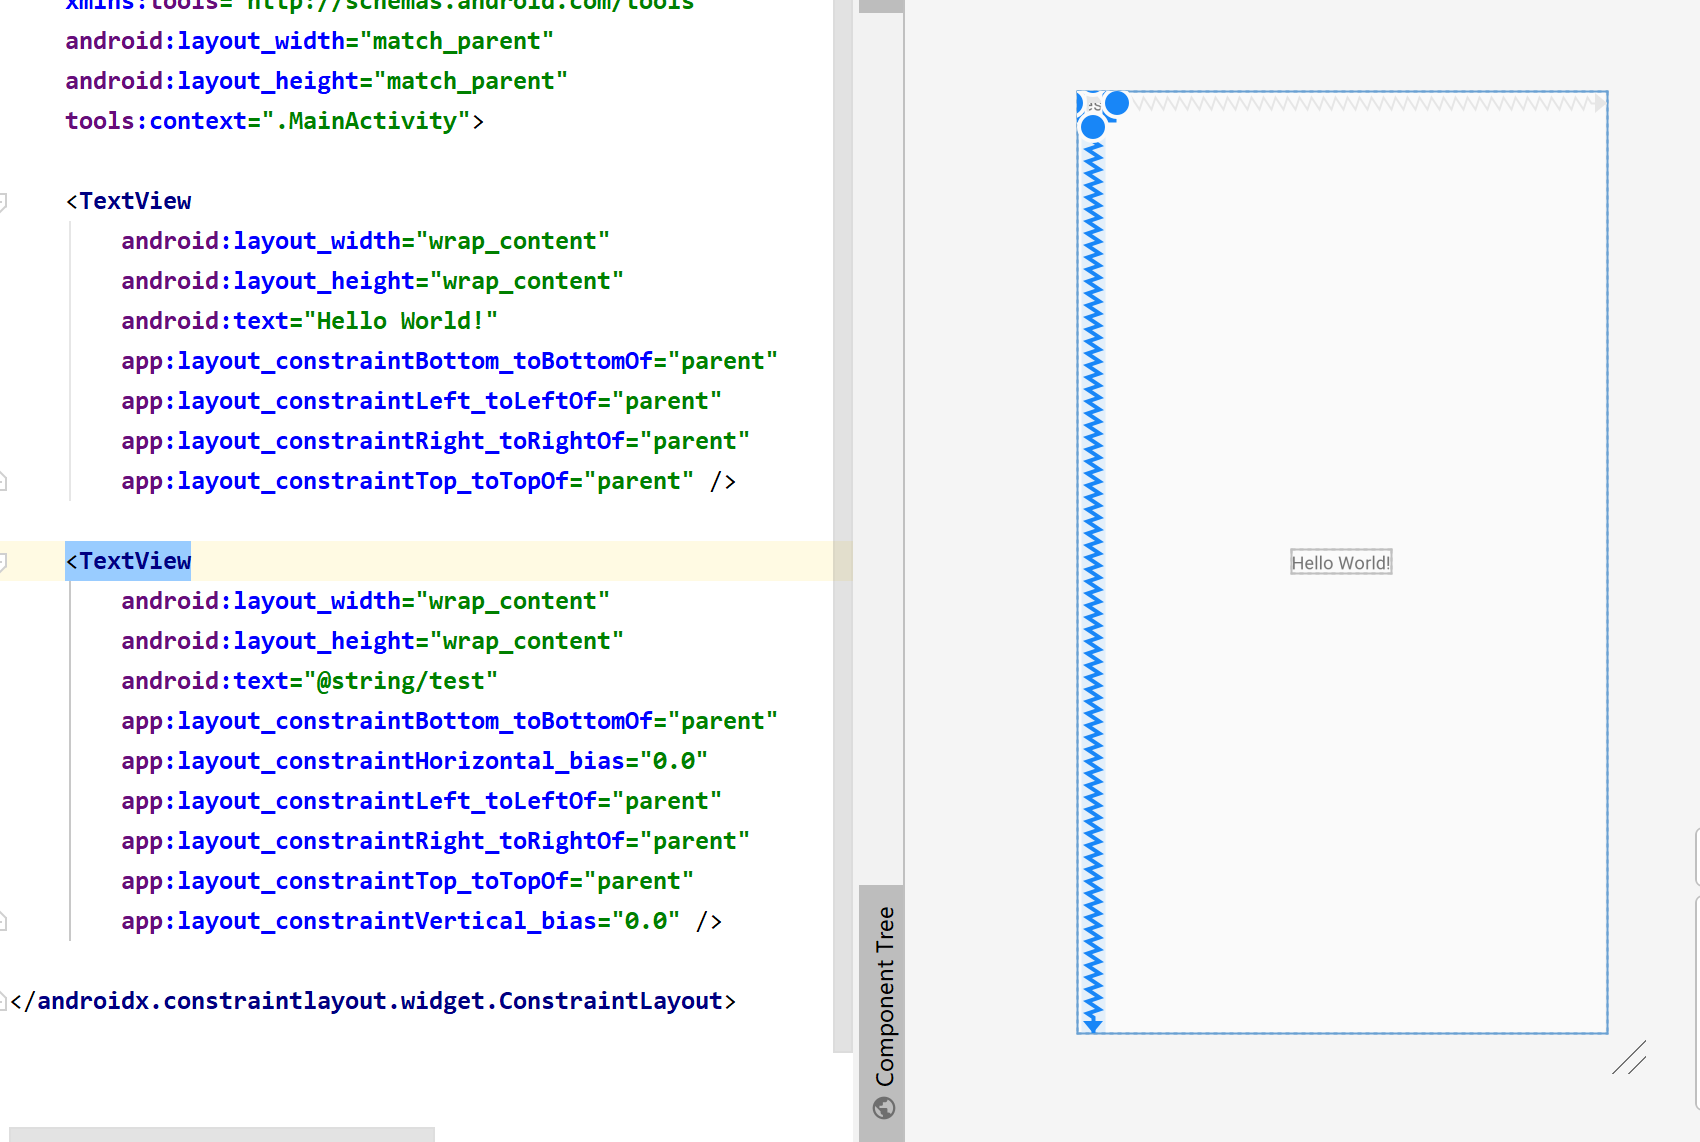 xmlns:tools="http://schemas.android.com/tools"
android:layout_width="match_parent"
android:layout_height="match_parent"
tools:context=".MainActivity">
<TextView
android:layout_width="wrap_content"
android:layout_height="wrap_content"
android:text="Hello World!"
app:layout_constraintBottom_toBottomOf="parent"
app:layout_constraintLeft_toLeftOf="parent"
app:layout_constraintRight_toRightOf="parent"
app:layout_constraintTop_toTopOf="parent" />
<TextView
android:layout_width="wrap_content"
android:layout_height="wrap_content"
android:text="@string/test"
app:layout_constraintBottom_toBottomOf="parent"
app:layout_constraintHorizontal_bias="0.0"
app:layout_constraintLeft_toLeftOf="parent"
app:layout_constraintRight_toRightOf="parent"
app:layout_constraintTop_toTopOf="parent"
app:layout_constraintVertical_bias="0.0" />
</androidx.constraintlayout.widget.ConstraintLayout>
Component Tree
Hello World!